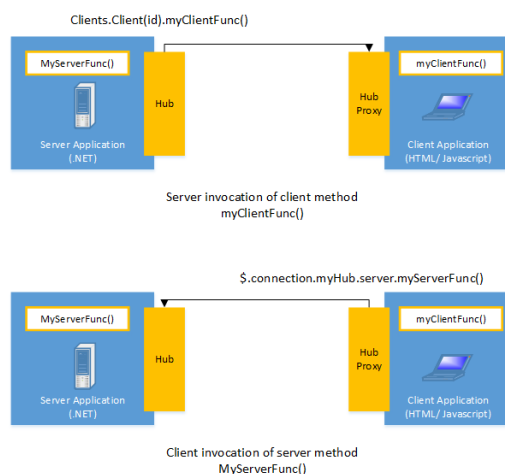 Clients.Client(id).myClientFunc()
MyServerFunc()
Hub
Server Application
(.NET)
Hub
Proxy
myClientFunc()
Client Application
(HTML/ Javascript)
Server invocation of client method
myClientFunc()
$.connection.myHub.server.myServerFunc()
MyServerFunc()
Hub
Server Application
(.NET)
Hub
Proxy
myClientFunc()
Client Application
(HTML/ Javascript)
Client invocation of server method
MyServerFunc()